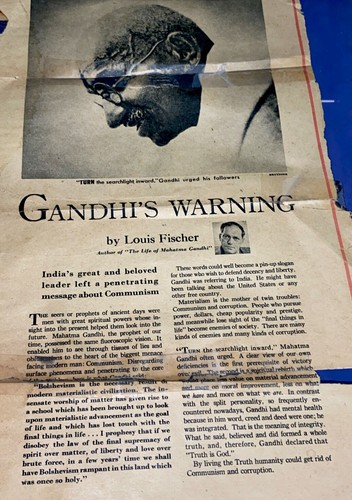 "TURN the searchlight inward," Gandhi urged his followers
GANDHI'S WARNING
by Louis Fischer
Author of "The Life of Mahatma Gandhi"
India's great and beloved
leader left a penetrating
message about Communism
THE seers or prophets of ancient days were
men with great spiritual powers whose in-
sight into the present helped them look into the
future. Mahatma Gandhi, the prophet of our
time, possessed the same fluoroscopic vision. It
enabled him to see through tissues of lies and
obtuseness to the heart of the biggest menace
facing modern man: Communism. Disregarding
surface phenomena and penetrating to the core
"Bolshevism is the necessary result of
modern materialistic civilization. The in-
sensate worship of matter has given rise to
a school which has been brought up to look
upon materialistic advancement as the goal
of life and which has lost touch with the
final things in life . . . I prophesy that if we
disobey the law of the final supremacy of
spirit over matter, of liberty and love over
brute force, in a few years' time we shall
have Bolshevism rampant in this land which
was once so holy."
These words could well become a pin-up slogan
for those who wish to defend decency and liberty.
Gandhi was referring to India. He might have
been talking about the United States or any
other free country.
Materialism is the mother of twin troubles:
Communism and corruption. People who pursue
power, dollars, cheap popularity and prestige,
and meanwhile lose sight of the "final things in
life" become enemies of society. There are many
kinds of enemies and many kinds of corruption.
"Turn the searchlight inward," Mahatma
Gandhi often urged. A clear view of our own
deficiencies is the first prerequisite of victory
on material advancement
and more on moral improvement, less on what
we have and more on what we are. In contrast
with the split personality, so frequently en-
countered nowadays, Gandhi had mental health
because in him, word, creed and deed were one; he
was integrated. That is the meaning of integrity.
What he said, believed and did formed a whole
truth, and, therefore, Gandhi declared that
"Truth is God."
By living the Truth humanity could get rid of
Communism and corruption.